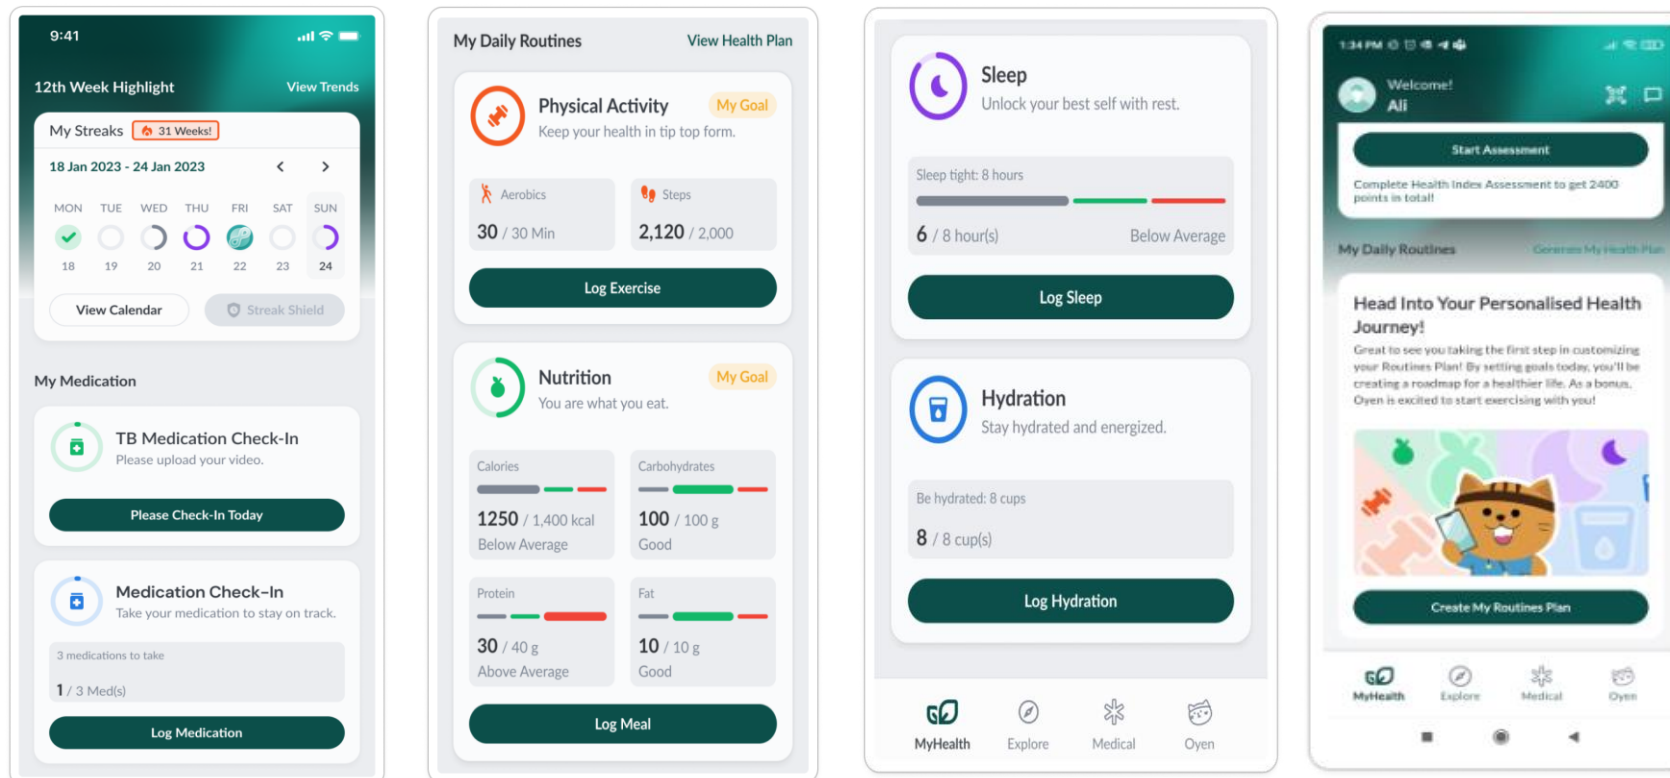 9:41
12th Week Highlight
View Trends
My Streaks
31 Weeks!
18 Jan 2023 - 24 Jan 2023
MON TUE WED THU FRI SAT SUN
18 19 20 21 22 23 24
View Calendar
Streak Shield
My Medication
TB Medication Check-In
Please upload your video.
Please Check-In Today
Medication Check-In
Take your medication to stay on track.
3 medications to take
1 / 3 Med(s)
Log Medication
My Daily Routines
View Health Plan
Physical Activity
My Goal
Keep your health in tip top form.
Aerobics
30 / 30 Min
Steps
2,120 / 2,000
Log Exercise
Nutrition
My Goal
You are what you eat.
Calories
1250 / 1,400 kcal
Below Average
Carbohydrates
100 / 100 g
Good
Protein
30 / 40 g
Above Average
Fat
10 / 10 g
Good
Log Meal
Sleep
Unlock your best self with rest.
Sleep tight: 8 hours
6 / 8 hour(s)
Below Average
Log Sleep
Hydration
Stay hydrated and energized.
Be hydrated: 8 cups
8 / 8 cup(s)
Log Hydration
MyHealth
Explore
Medical
Oyen
1:34 PM
Welcome!
Ali
Start Assessment
Complete Health Index Assessment to get 2400
points in total!
My Daily Routines
Generate My Health Plan
Head Into Your Personalised Health
Journey!
Great to see you taking the first step in customizing
your Routines Plan! By setting goals today, you'll be
creating a roadmap for a healthier life. As a bonus,
Oyen is excited to start exercising with you!
Create My Routines Plan
MyHealth
Explore
Medical
Oyen